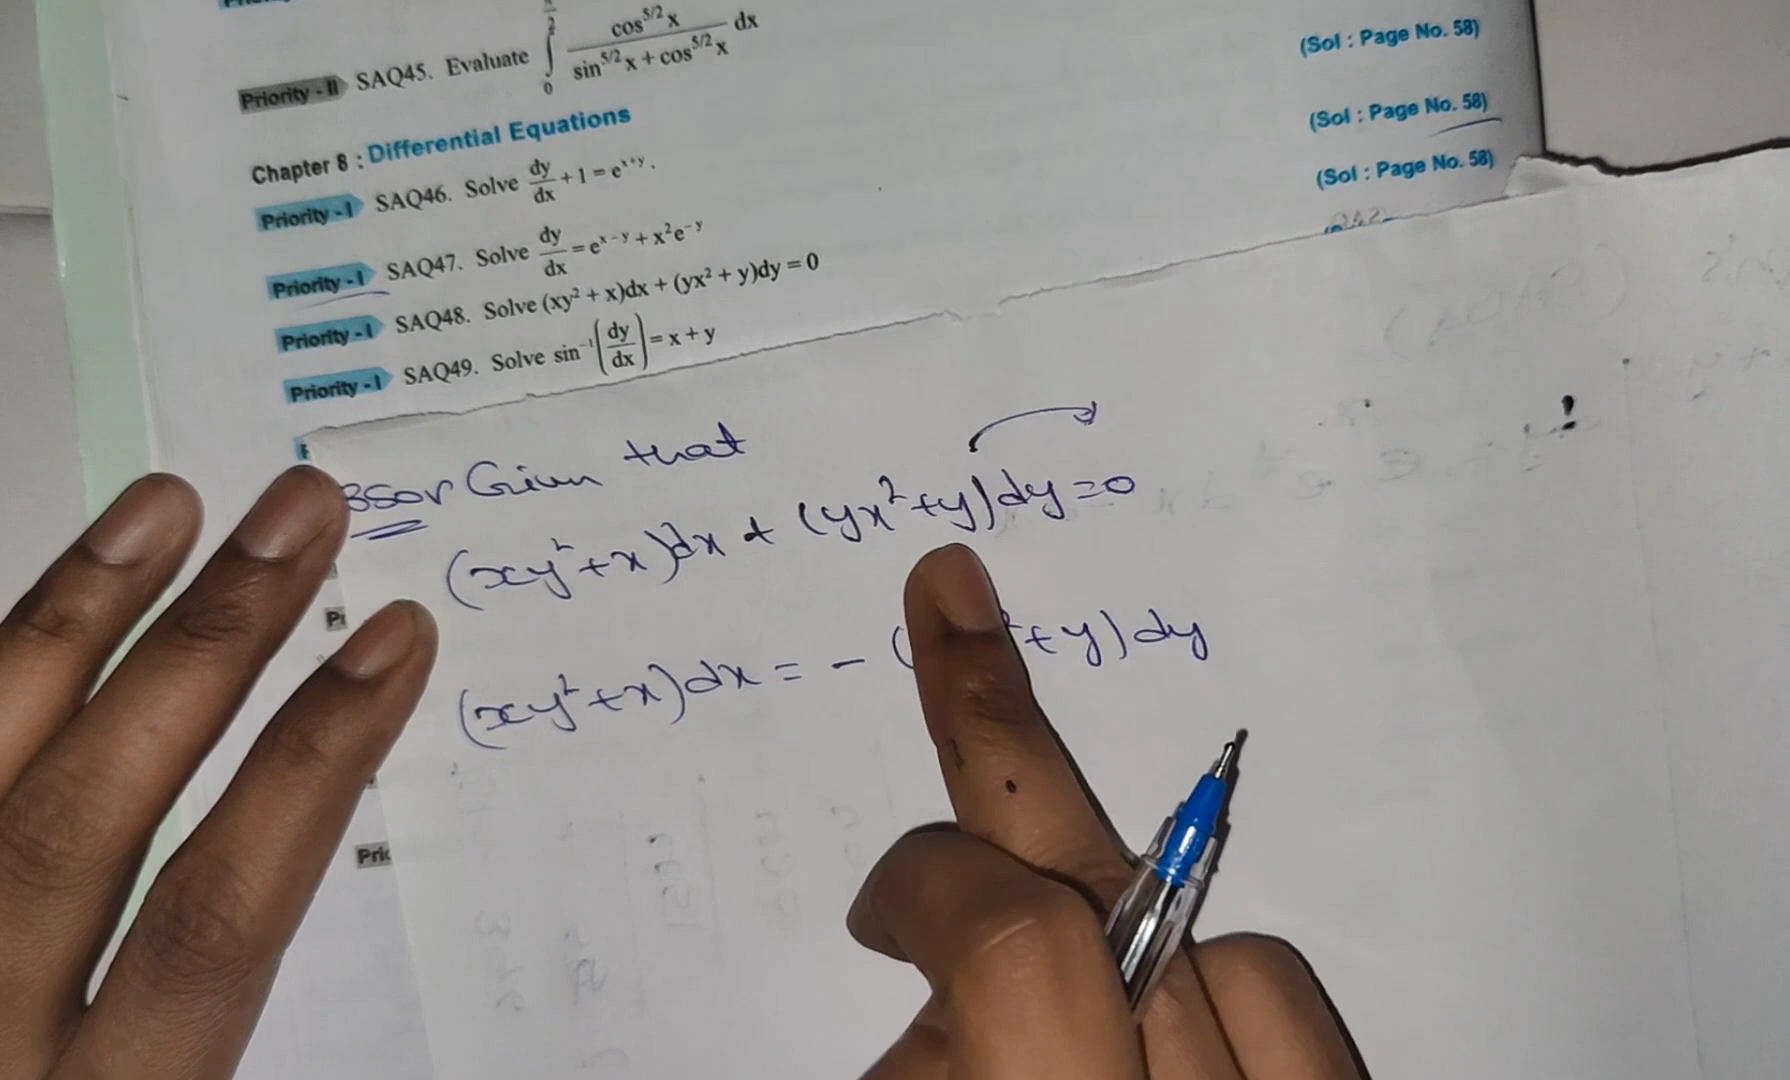 Priority - II SAQ45. Evaluate ∫₀^(π/2) cos^(5/2) x / (sin^(5/2) x + cos^(5/2) x) dx
(Sol : Page No. 58)
Chapter 8 : Differential Equations
Priority - I SAQ46. Solve dy/dx + 1 = e^(x+y).
(Sol : Page No. 58)
Priority - I SAQ47. Solve dy/dx = e^(x-y) + x²e^(-y)
(Sol : Page No. 58)
Priority - I SAQ48. Solve (xy² + x)dx + (yx² + y)dy = 0
Priority - I SAQ49. Solve sin⁻¹(dy/dx) = x + y
Given that
(xy²+x)dx + (yx²+y)dy=0
(xy²+x)dx = - ( +y)dy